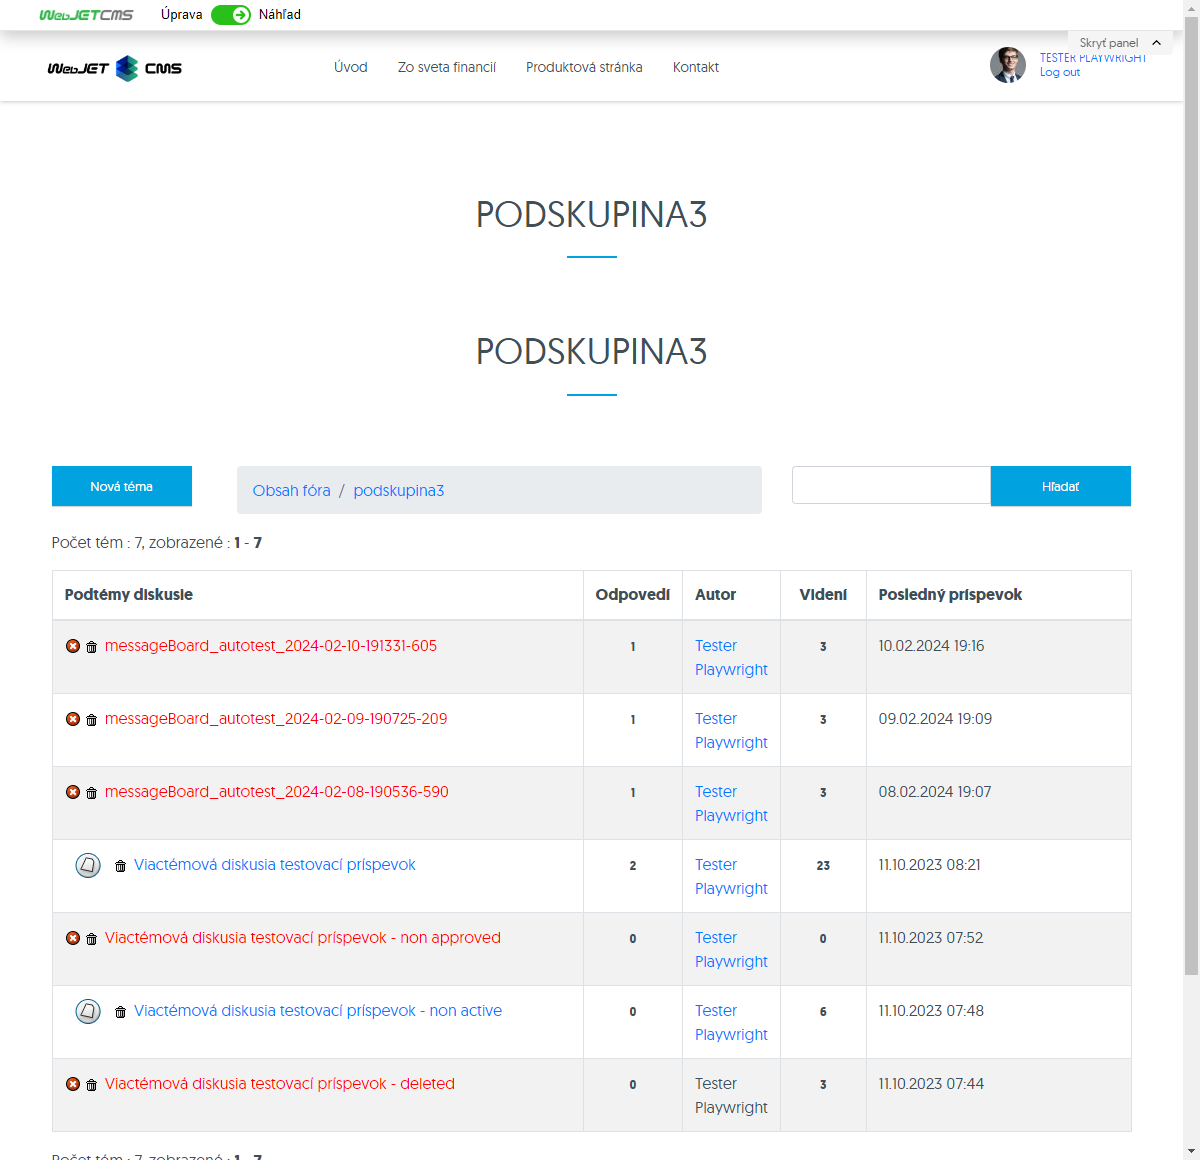 WebJETCMS Úprava Náhľad
Skryť panel
WebJET CMS Úvod Zo sveta financií Produktová stránka Kontakt TESTER PLAYWRIGHT
Log out
PODSKUPINA3
PODSKUPINA3
Nová téma Obsah fóra / podskupina3 Hľadať
Počet tém : 7, zobrazené : 1 - 7
Podtémy diskusie Odpovedí Autor Videní Posledný príspevok
messageBoard_autotest_2024-02-10-191331-605 1 Tester 3 10.02.2024 19:16
Playwright
messageBoard_autotest_2024-02-09-190725-209 1 Tester 3 09.02.2024 19:09
Playwright
messageBoard_autotest_2024-02-08-190536-590 1 Tester 3 08.02.2024 19:07
Playwright
Viactémová diskusia testovací príspevok 2 Tester 23 11.10.2023 08:21
Playwright
Viactémová diskusia testovací príspevok - non approved 0 Tester 0 11.10.2023 07:52
Playwright
Viactémová diskusia testovací príspevok - non active 0 Tester 6 11.10.2023 07:48
Playwright
Viactémová diskusia testovací príspevok - deleted 0 Tester 3 11.10.2023 07:44
Playwright
Počet tém : 7, zobrazené : 1 - 7